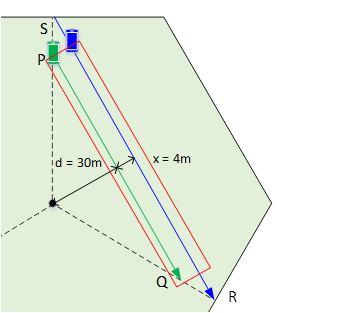 S
P
d = 30m
x = 4m
Q
R